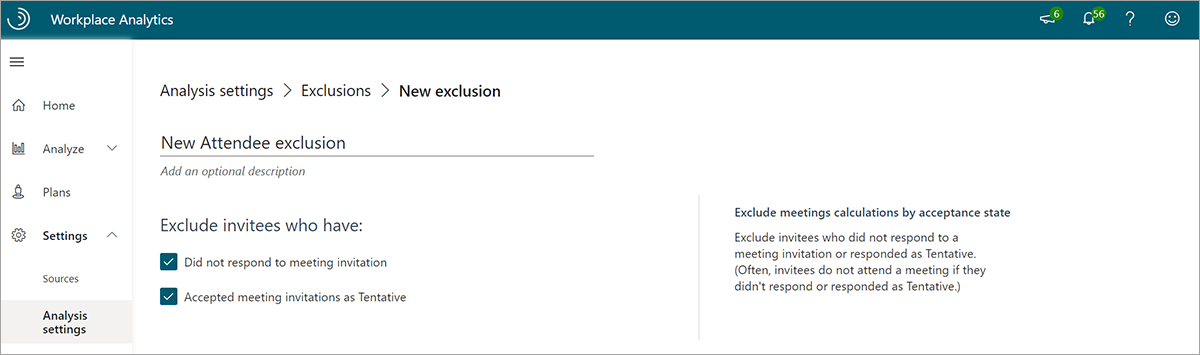 Workplace Analytics
6
56
?
Home
Analysis settings > Exclusions > New exclusion
Analyze
New Attendee exclusion
Add an optional description
Plans
Settings
Sources
Analysis
settings
Exclude invitees who have:
Did not respond to meeting invitation
Accepted meeting invitations as Tentative
Exclude meetings calculations by acceptance state
Exclude invitees who did not respond to a
meeting invitation or responded as Tentative.
(Often, invitees do not attend a meeting if they
didn't respond or responded as Tentative.)